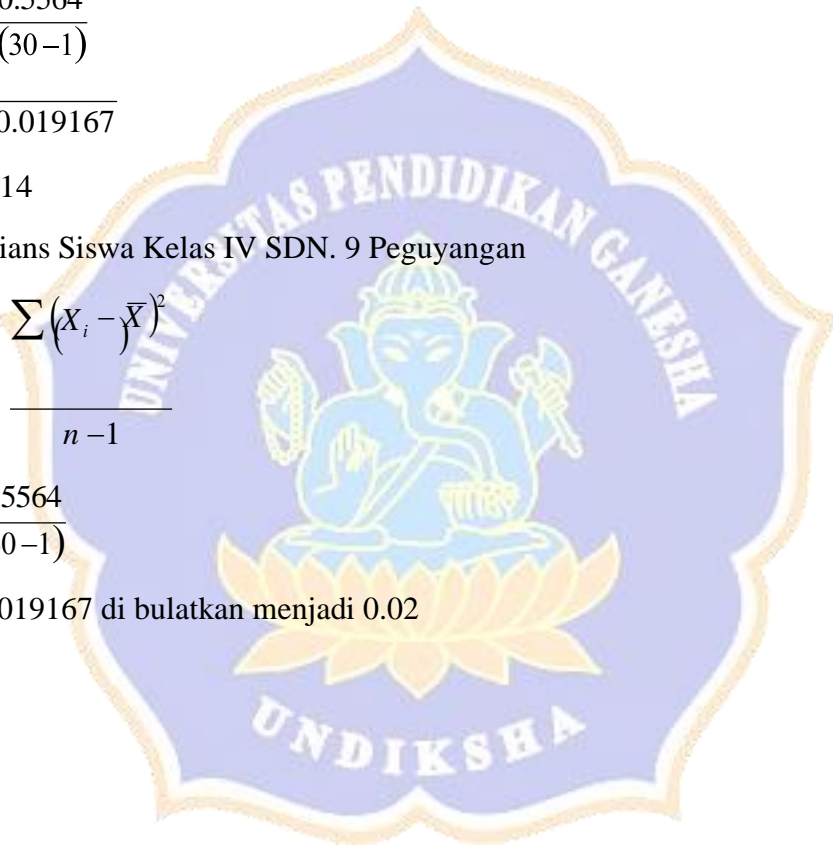 0.5564
(30 –1)
0.019167
14
ians Siswa Kelas IV SDN. 9 Peguyangan
∑(X_i – X̅)²
n –1
5564
0 –1)
019167 di bulatkan menjadi 0.02
UNIVERSITAS PENDIDIKAN GANESHA
UNDIKSHA